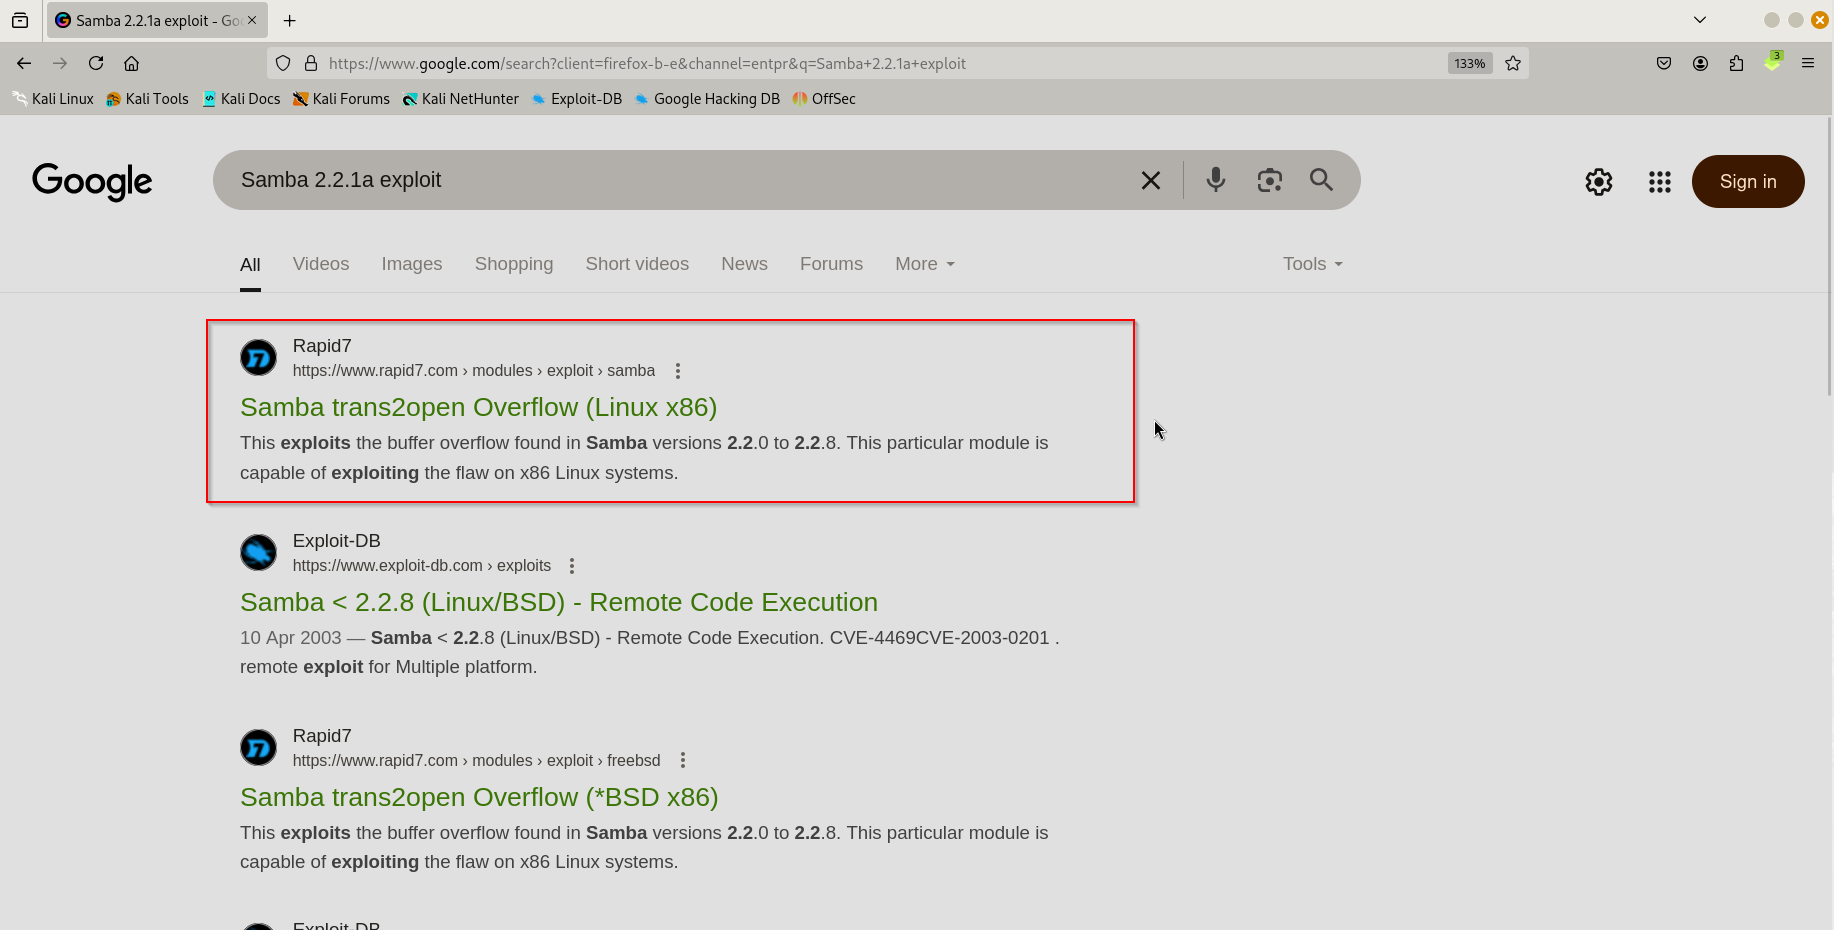 Samba 2.2.1a exploit - Go
https://www.google.com/search?client=firefox-b-e&channel=entpr&q=Samba+2.2.1a+exploit
133%
3
Kali Linux
Kali Tools
Kali Docs
Kali Forums
Kali NetHunter
Exploit-DB
Google Hacking DB
OffSec
Google
Samba 2.2.1a exploit
Sign in
All
Videos
Images
Shopping
Short videos
News
Forums
More
Tools
Rapid7
https://www.rapid7.com › modules › exploit › samba
Samba trans2open Overflow (Linux x86)
This exploits the buffer overflow found in Samba versions 2.2.0 to 2.2.8. This particular module is
capable of exploiting the flaw on x86 Linux systems.
Exploit-DB
https://www.exploit-db.com › exploits
Samba < 2.2.8 (Linux/BSD) - Remote Code Execution
10 Apr 2003 — Samba < 2.2.8 (Linux/BSD) - Remote Code Execution. CVE-4469CVE-2003-0201 .
remote exploit for Multiple platform.
Rapid7
https://www.rapid7.com › modules › exploit › freebsd
Samba trans2open Overflow (*BSD x86)
This exploits the buffer overflow found in Samba versions 2.2.0 to 2.2.8. This particular module is
capable of exploiting the flaw on x86 Linux systems.
Exploit-DB